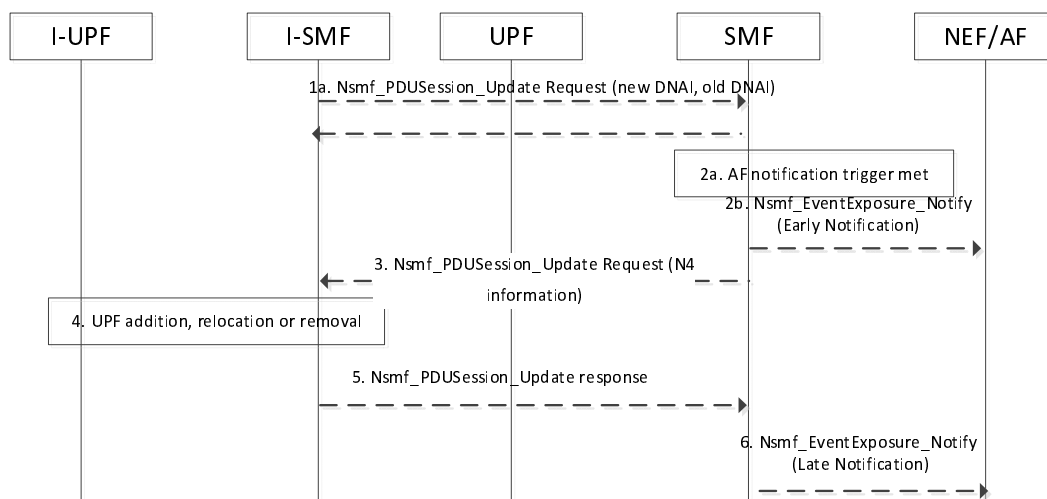 I-UPF
I-SMF
UPF
SMF
NEF/AF
1a. Nsmf_PDUSession_Update Request (new DNAI, old DNAI)
2a. AF notification trigger met
2b. Nsmf_EventExposure_Notify
(Early Notification)
3. Nsmf_PDUSession_Update Request (N4
information)
4. UPF addition, relocation or removal
5. Nsmf_PDUSession_Update response
6. Nsmf_EventExposure_Notify
(Late Notification)